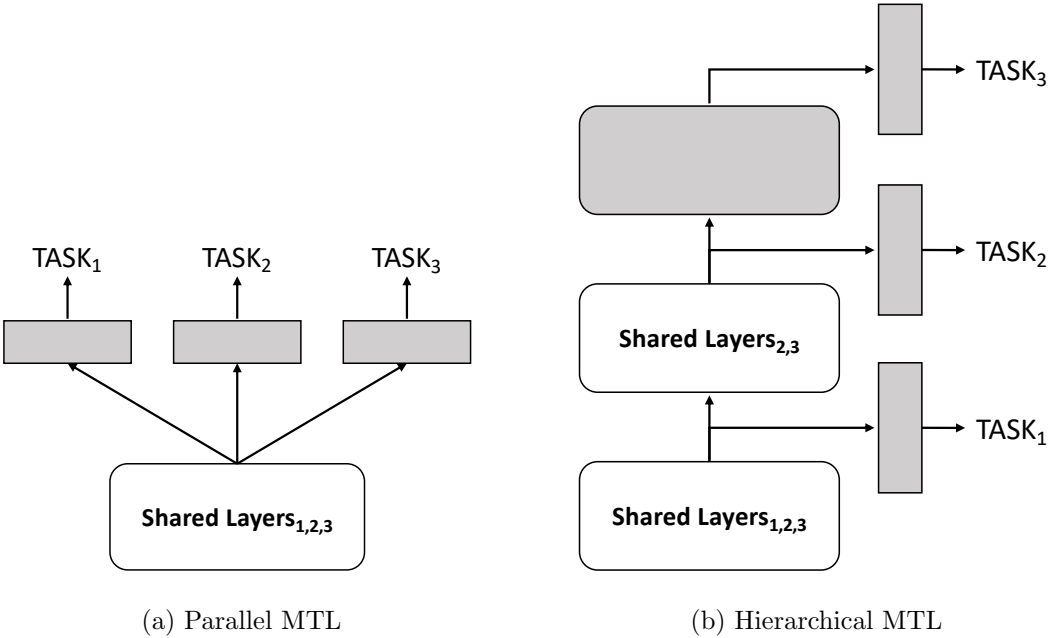 TASK₁ TASK₂ TASK₃
Shared Layers₁,₂,₃
(a) Parallel MTL
TASK₃
TASK₂
Shared Layers₂,₃
TASK₁
Shared Layers₁,₂,₃
(b) Hierarchical MTL